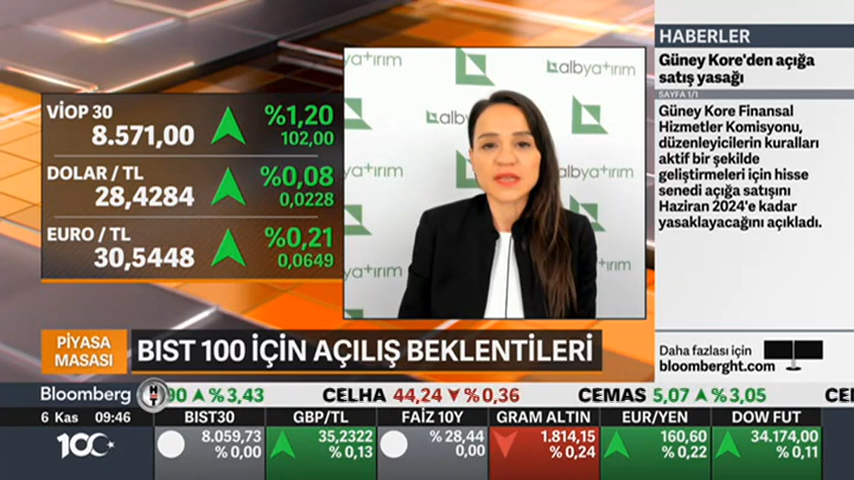 VİOP 30
8.571,00
%1,20
102,00
DOLAR / TL
28,4284
%0,08
0,0228
EURO / TL
30,5448
%0,21
0,0649
albyatırım
HABERLER
Güney Kore'den açığa
satış yasağı
SAYFA 1/1
Güney Kore Finansal
Hizmetler Komisyonu,
düzenleyicilerin kuralları
aktif bir şekilde
geliştirmeleri için hisse
senedi açığa satışını
Haziran 2024'e kadar
yasaklayacağını açıkladı.
PİYASA
MASASI
BIST 100 İÇİN AÇILIŞ BEKLENTİLERİ
Daha fazlası için
bloomberght.com
Bloomberg HT
90 %3,43 CELHA 44,24 %0,36 CEMAS 5,07 %3,05 CEI
6 Kas 09:46
100
BIST30
8.059,73
% 0,00
GBP/TL
35,2322
% 0,13
FAİZ 10Y
% 28,44
0,00
GRAM ALTIN
1.814,15
% 0,24
EUR/YEN
160,60
% 0,22
DOW FUT
34.174,00
% 0,11